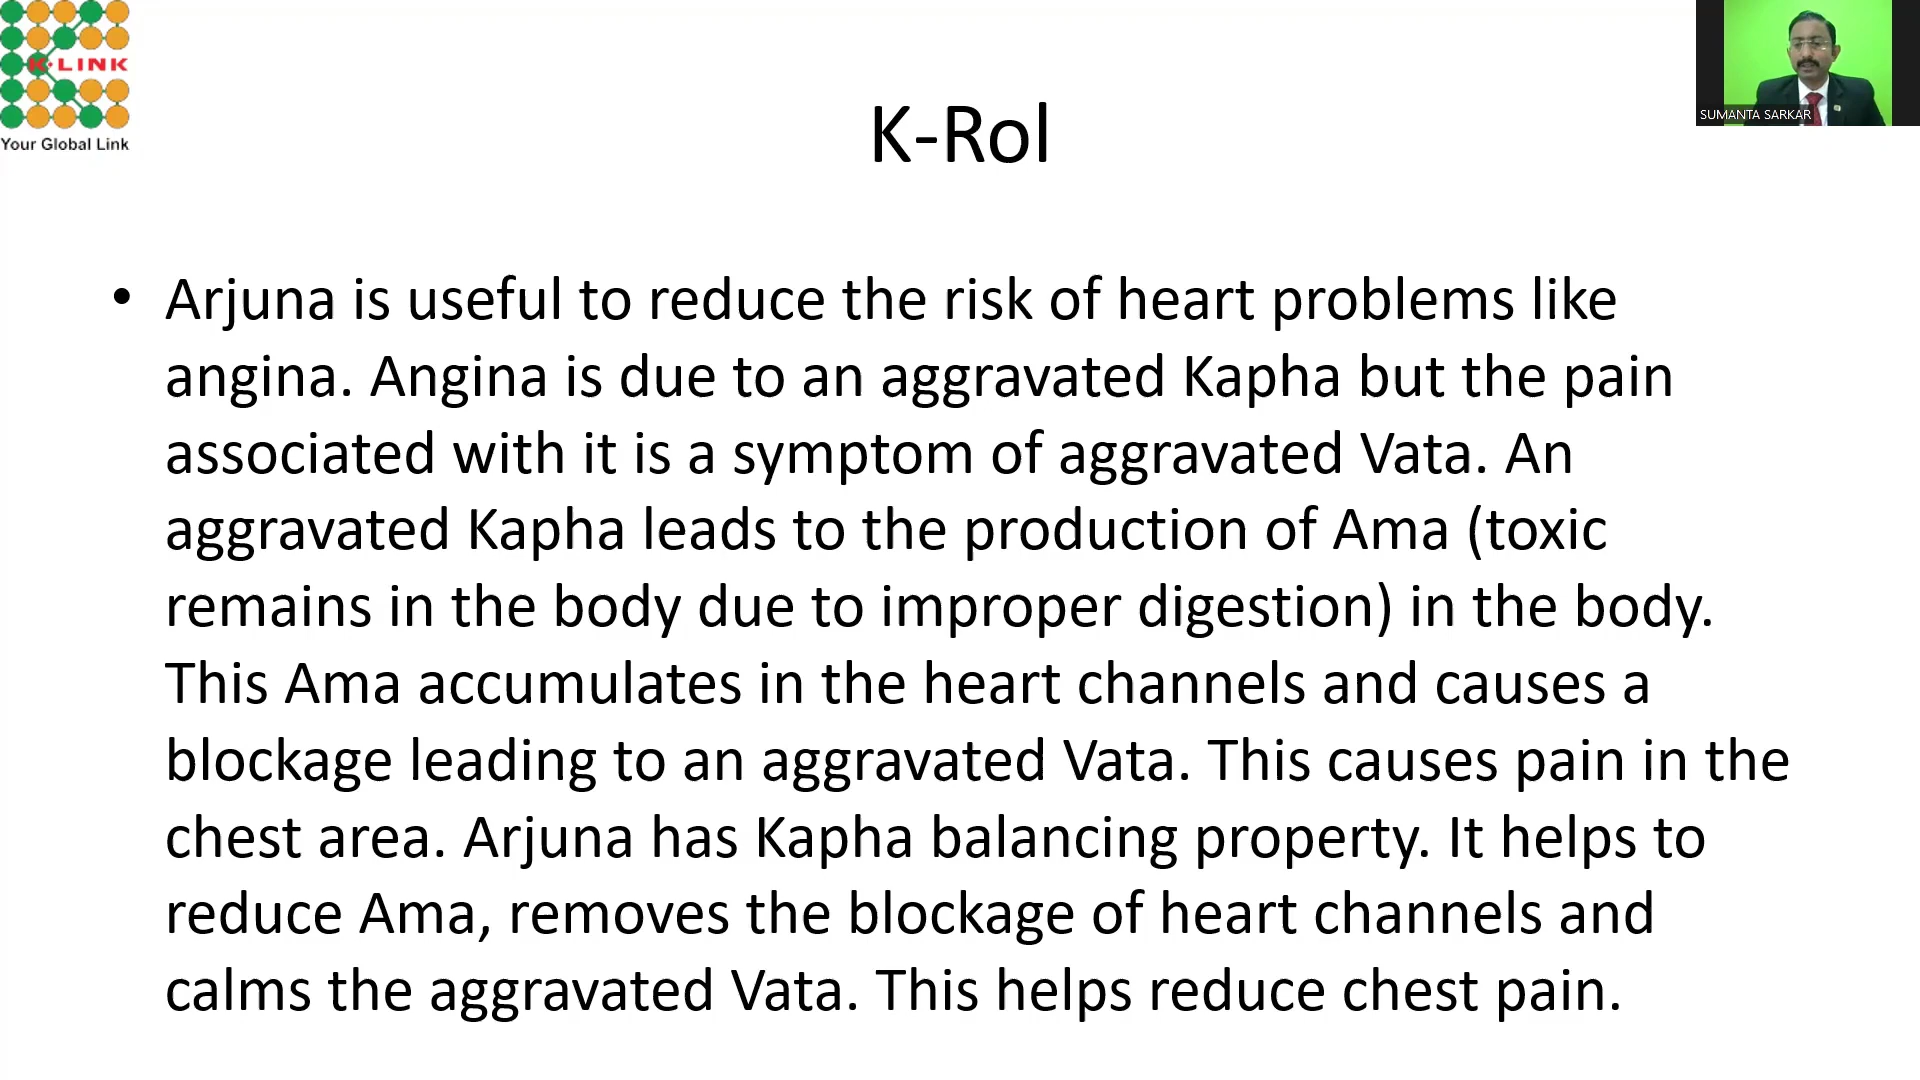 K-LINK
Your Global Link
SUMANTA SARKAR
K-Rol
• Arjuna is useful to reduce the risk of heart problems like
angina. Angina is due to an aggravated Kapha but the pain
associated with it is a symptom of aggravated Vata. An
aggravated Kapha leads to the production of Ama (toxic
remains in the body due to improper digestion) in the body.
This Ama accumulates in the heart channels and causes a
blockage leading to an aggravated Vata. This causes pain in the
chest area. Arjuna has Kapha balancing property. It helps to
reduce Ama, removes the blockage of heart channels and
calms the aggravated Vata. This helps reduce chest pain.